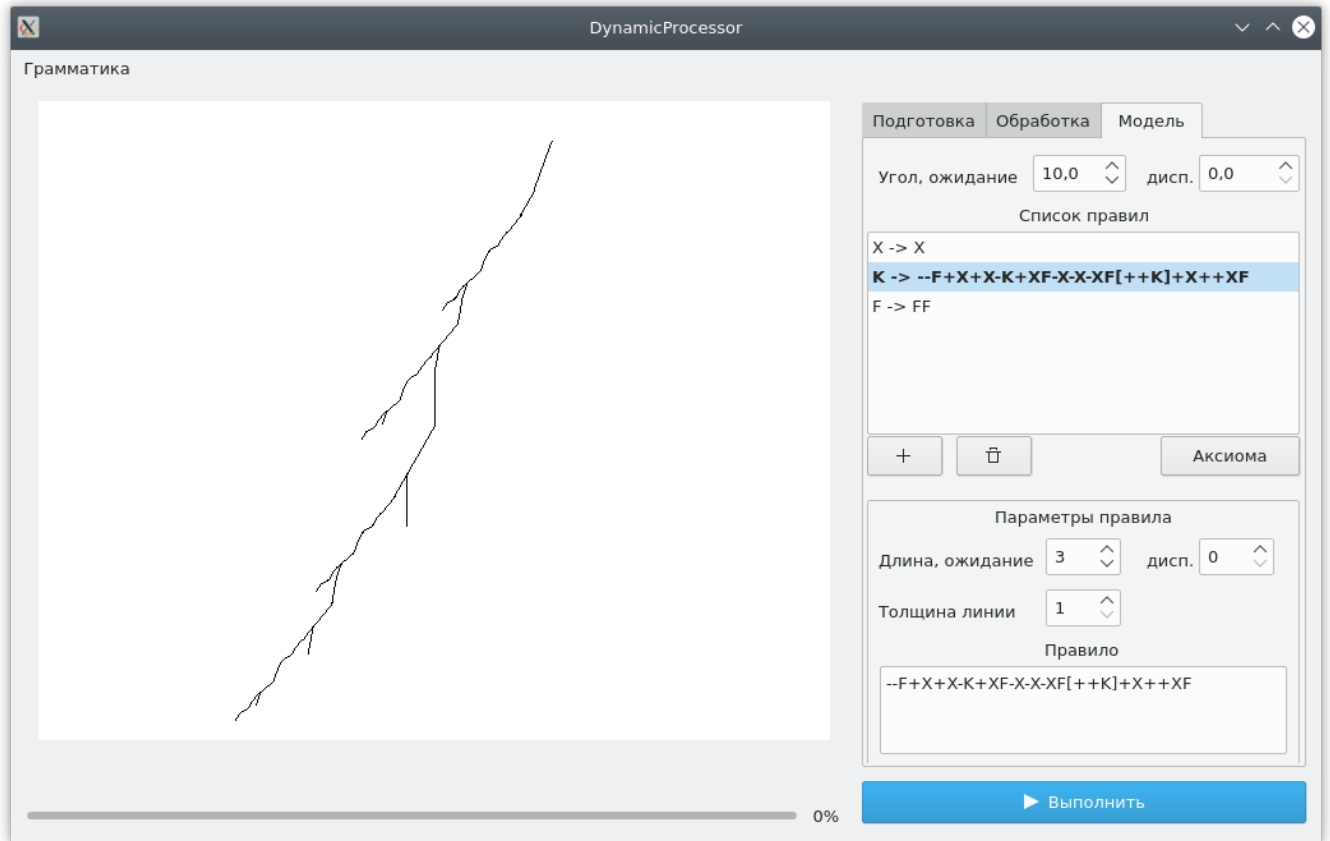 DynamicProcessor
Грамматика
Подготовка Обработка Модель
Угол, ожидание 10,0 дисп. 0,0
Список правил
X -> X
K -> --F+X+X-K+XF-X-X-XF[++K]+X++XF
F -> FF
+ Аксиома
Параметры правила
Длина, ожидание 3 дисп. 0
Толщина линии 1
Правило
--F+X+X-K+XF-X-X-XF[++K]+X++XF
0% Выполнить